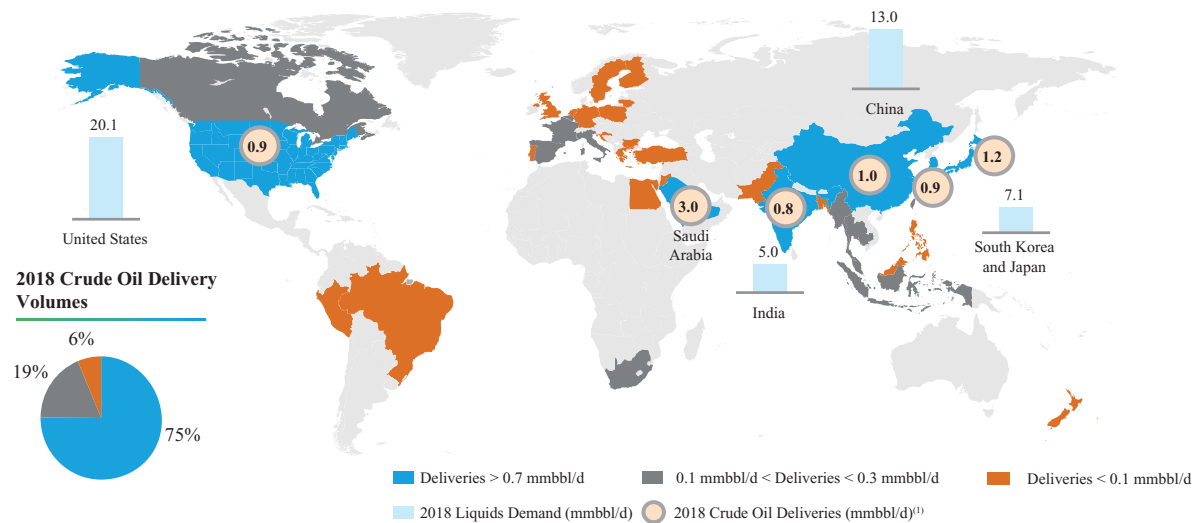 13.0
China
20.1
United States
0.9
3.0
Saudi
Arabia
0.8
1.0
0.9
1.2
5.0
India
7.1
South Korea
and Japan
2018 Crude Oil Delivery
Volumes
6%
19%
75%
Deliveries > 0.7 mmbbl/d
0.1 mmbbl/d < Deliveries < 0.3 mmbbl/d
Deliveries < 0.1 mmbbl/d
2018 Liquids Demand (mmbbl/d)
2018 Crude Oil Deliveries (mmbbl/d)⁽¹⁾